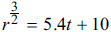 r^{3/2} = 5.4t + 10